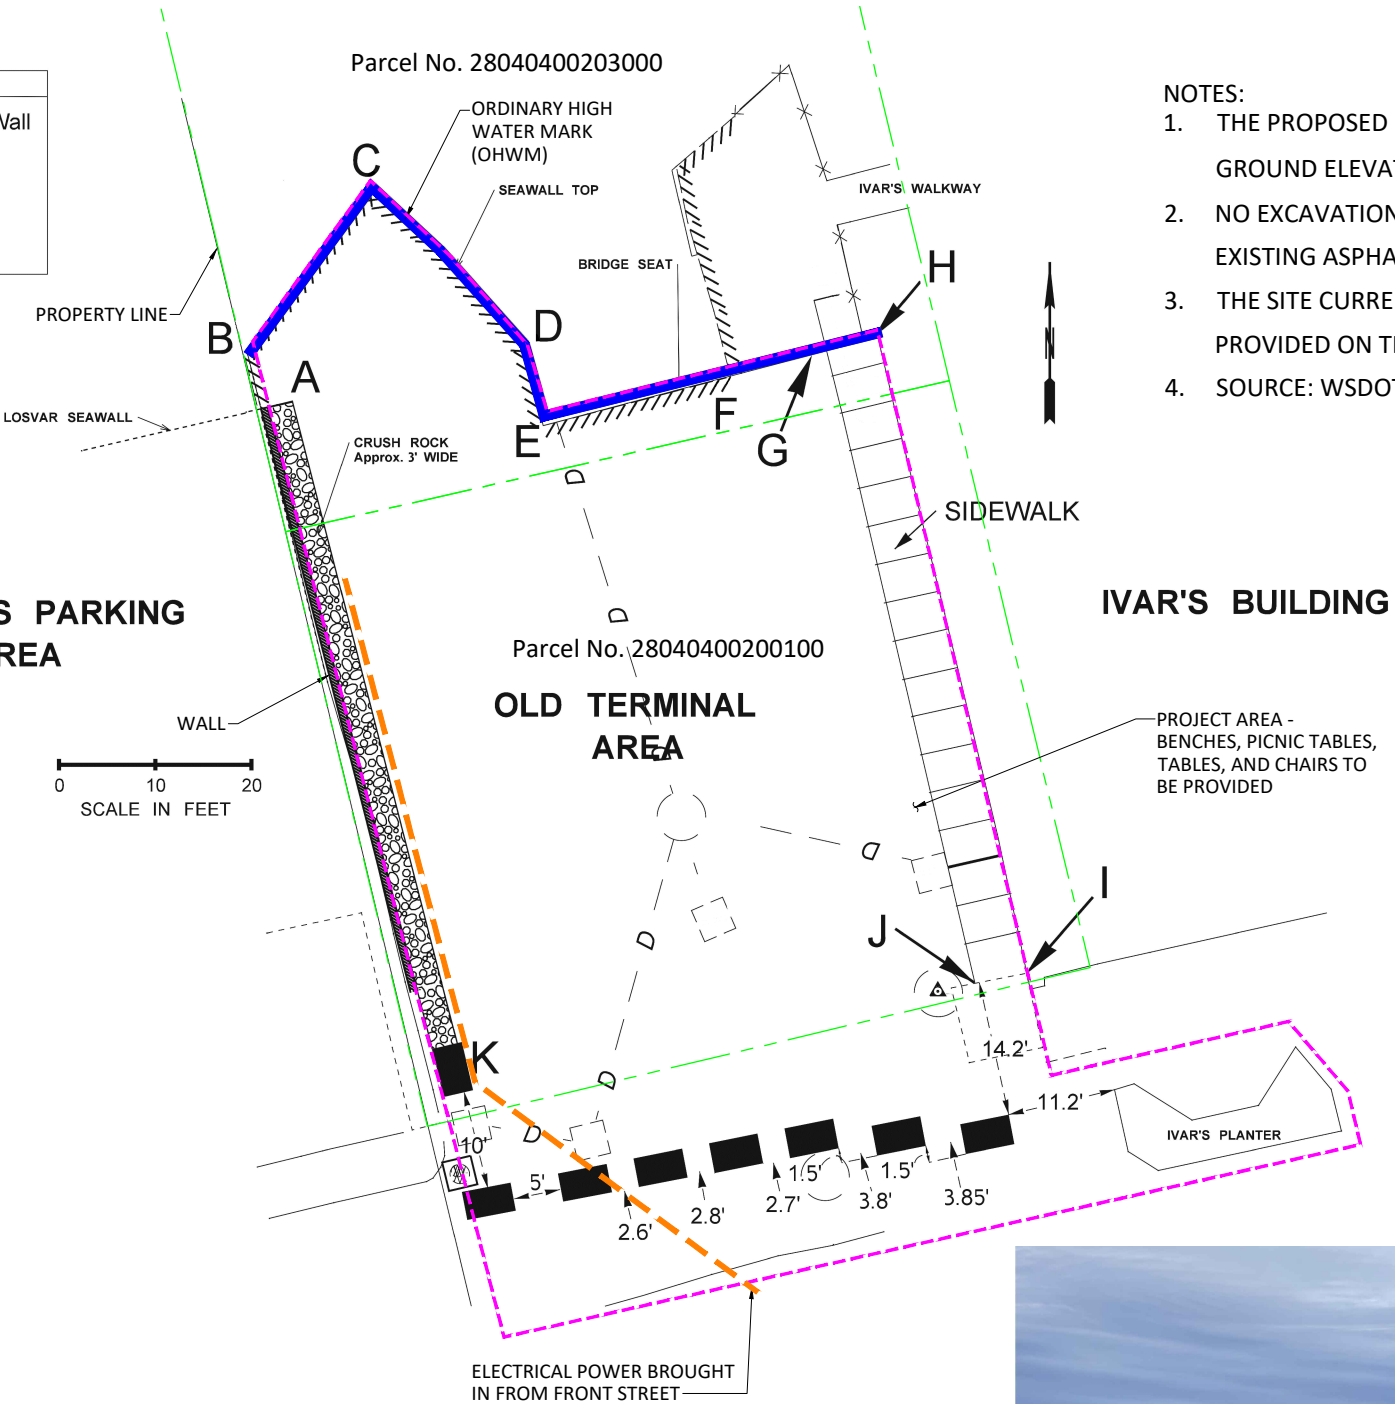 Parcel No. 28040400203000
ORDINARY HIGH
WATER MARK
(OHWM)
SEAWALL TOP
C
NOTES:
1. THE PROPOSED
GROUND ELEVAT
2. NO EXCAVATION
EXISTING ASPHA
3. THE SITE CURRE
PROVIDED ON T
4. SOURCE: WSDOT
IVAR'S WALKWAY
BRIDGE SEAT
H
N
PROPERTY LINE
B
D
A
LOSVAR SEAWALL
E
F
G
CRUSH ROCK
Approx. 3' WIDE
D
SIDEWALK
S PARKING
REA
IVAR'S BUILDING
D
Parcel No. 28040400200100
OLD TERMINAL
AREA
D
WALL
0 10 20
SCALE IN FEET
PROJECT AREA -
BENCHES, PICNIC TABLES,
TABLES, AND CHAIRS TO
BE PROVIDED
D
D
I
J
K
14.2'
D
11.2'
10'
D
IVAR'S PLANTER
5'
1.5'
1.5'
2.6'
2.8'
2.7'
3.8'
3.85'
ELECTRICAL POWER BROUGHT
IN FROM FRONT STREET